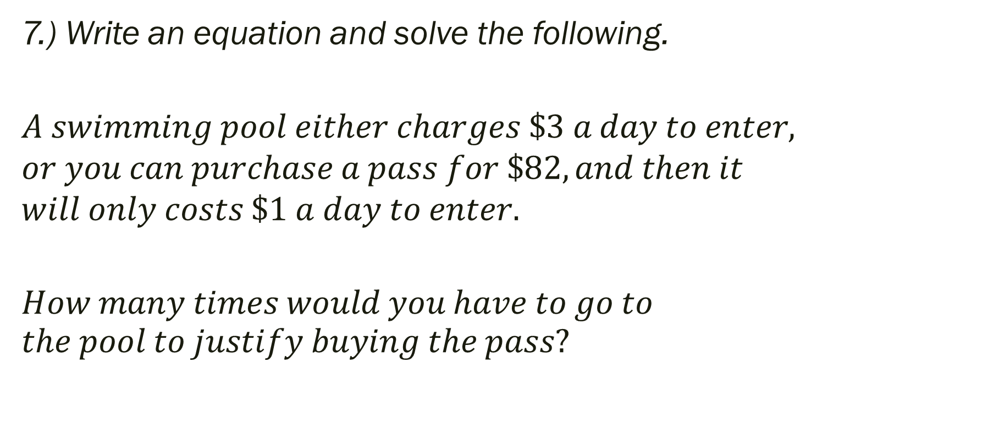 7.) Write an equation and solve the following.
A swimming pool either charges $3 a day to enter,
or you can purchase a pass for $82, and then it
will only costs $1 a day to enter.
How many times would you have to go to
the pool to justify buying the pass?